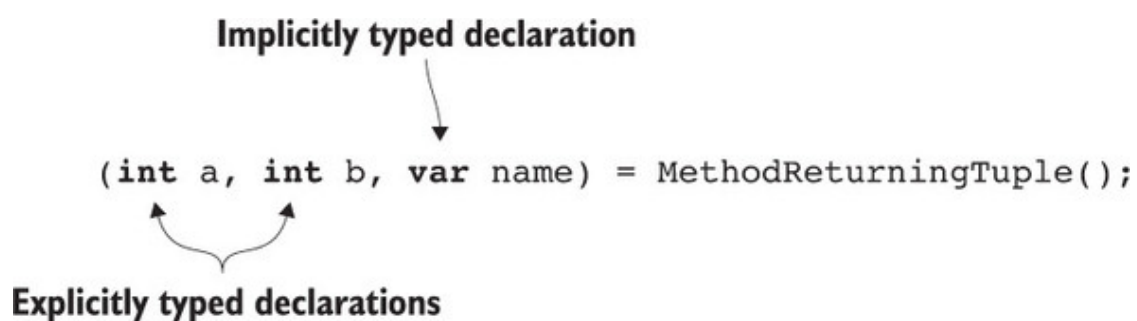 Implicitly typed declaration
(int a, int b, var name) = MethodReturningTuple();
Explicitly typed declarations